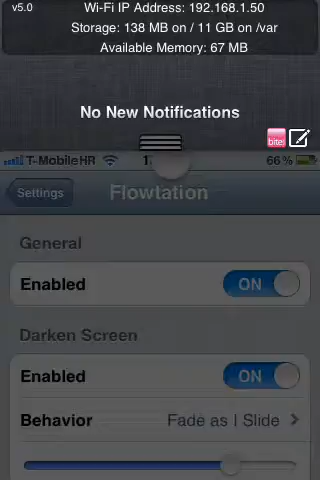 v5.0
Wi-Fi IP Address: 192.168.1.50
Storage: 138 MB on / 11 GB on /var
Available Memory: 67 MB
No New Notifications
bite!
T-Mobile HR 66%
Settings Flowtation
General
Enabled ON
Darken Screen
Enabled ON
Behavior Fade as I Slide